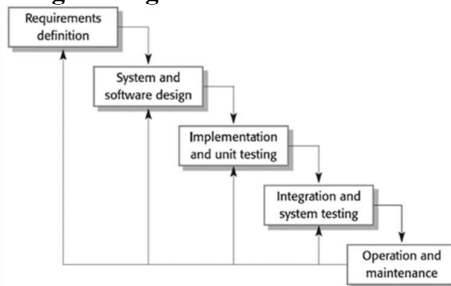 Requirements
definition
System and
software design
Implementation
and unit testing
Integration and
system testing
Operation and
maintenance